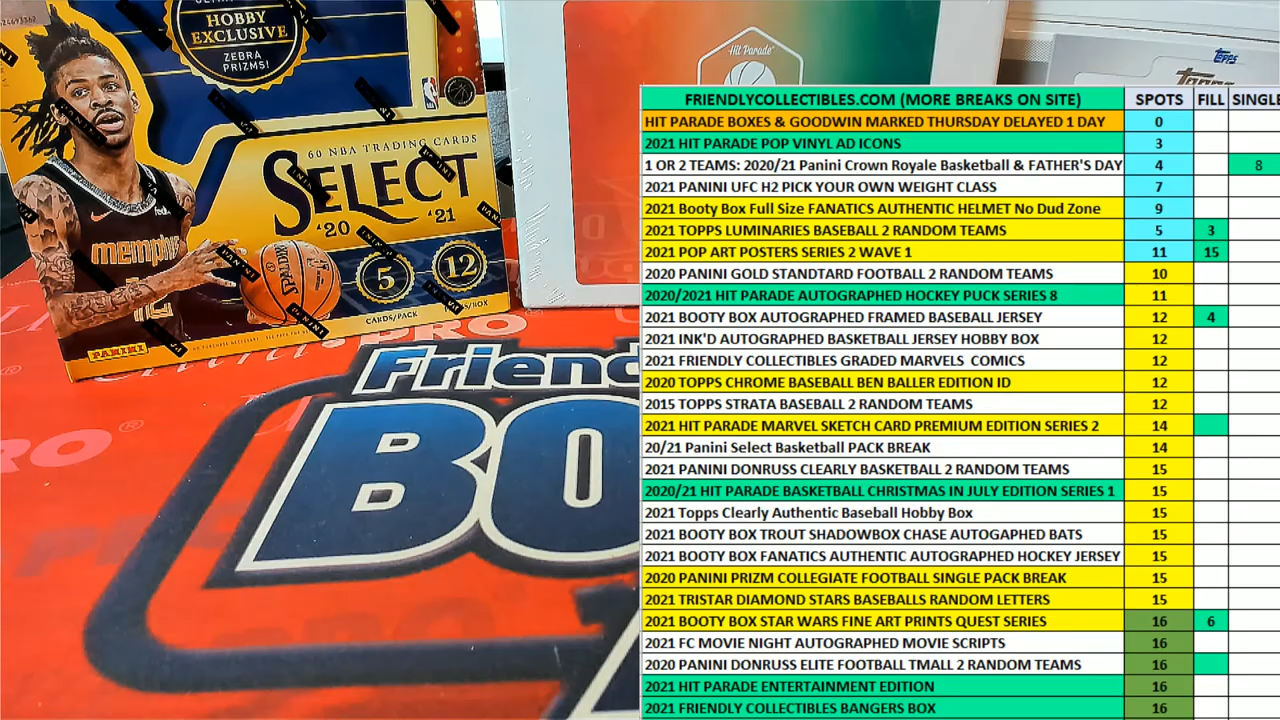 HOBBY
EXCLUSIVE
ZEBRA
PRIZMS!
60 NBA TRADING CARDS
SELECT
'20 '21
memphis
12
fedex
SPALDING
5
CARDS/PACK
12
PANINI
Hit Parade
topps
Topps
PRO
Friend
BO
FRIENDLYCOLLECTIBLES.COM (MORE BREAKS ON SITE) SPOTS FILL SINGLE
HIT PARADE BOXES & GOODWIN MARKED THURSDAY DELAYED 1 DAY 0
2021 HIT PARADE POP VINYL AD ICONS 3
1 OR 2 TEAMS: 2020/21 Panini Crown Royale Basketball & FATHER'S DAY 4 8
2021 PANINI UFC H2 PICK YOUR OWN WEIGHT CLASS 7
2021 Booty Box Full Size FANATICS AUTHENTIC HELMET No Dud Zone 9
2021 TOPPS LUMINARIES BASEBALL 2 RANDOM TEAMS 5 3
2021 POP ART POSTERS SERIES 2 WAVE 1 11 15
2020 PANINI GOLD STANDTARD FOOTBALL 2 RANDOM TEAMS 10
2020/2021 HIT PARADE AUTOGRAPHED HOCKEY PUCK SERIES 8 11
2021 BOOTY BOX AUTOGRAPHED FRAMED BASEBALL JERSEY 12 4
2021 INK'D AUTOGRAPHED BASKETBALL JERSEY HOBBY BOX 12
2021 FRIENDLY COLLECTIBLES GRADED MARVELS COMICS 12
2020 TOPPS CHROME BASEBALL BEN BALLER EDITION ID 12
2015 TOPPS STRATA BASEBALL 2 RANDOM TEAMS 12
2021 HIT PARADE MARVEL SKETCH CARD PREMIUM EDITION SERIES 2 14
20/21 Panini Select Basketball PACK BREAK 14
2021 PANINI DONRUSS CLEARLY BASKETBALL 2 RANDOM TEAMS 15
2020/21 HIT PARADE BASKETBALL CHRISTMAS IN JULY EDITION SERIES 1 15
2021 Topps Clearly Authentic Baseball Hobby Box 15
2021 BOOTY BOX TROUT SHADOWBOX CHASE AUTOGAPHED BATS 15
2021 BOOTY BOX FANATICS AUTHENTIC AUTOGRAPHED HOCKEY JERSEY 15
2020 PANINI PRIZM COLLEGIATE FOOTBALL SINGLE PACK BREAK 15
2021 TRISTAR DIAMOND STARS BASEBALLS RANDOM LETTERS 15
2021 BOOTY BOX STAR WARS FINE ART PRINTS QUEST SERIES 16 6
2021 FC MOVIE NIGHT AUTOGRAPHED MOVIE SCRIPTS 16
2020 PANINI DONRUSS ELITE FOOTBALL TMALL 2 RANDOM TEAMS 16
2021 HIT PARADE ENTERTAINMENT EDITION 16
2021 FRIENDLY COLLECTIBLES BANGERS BOX 16